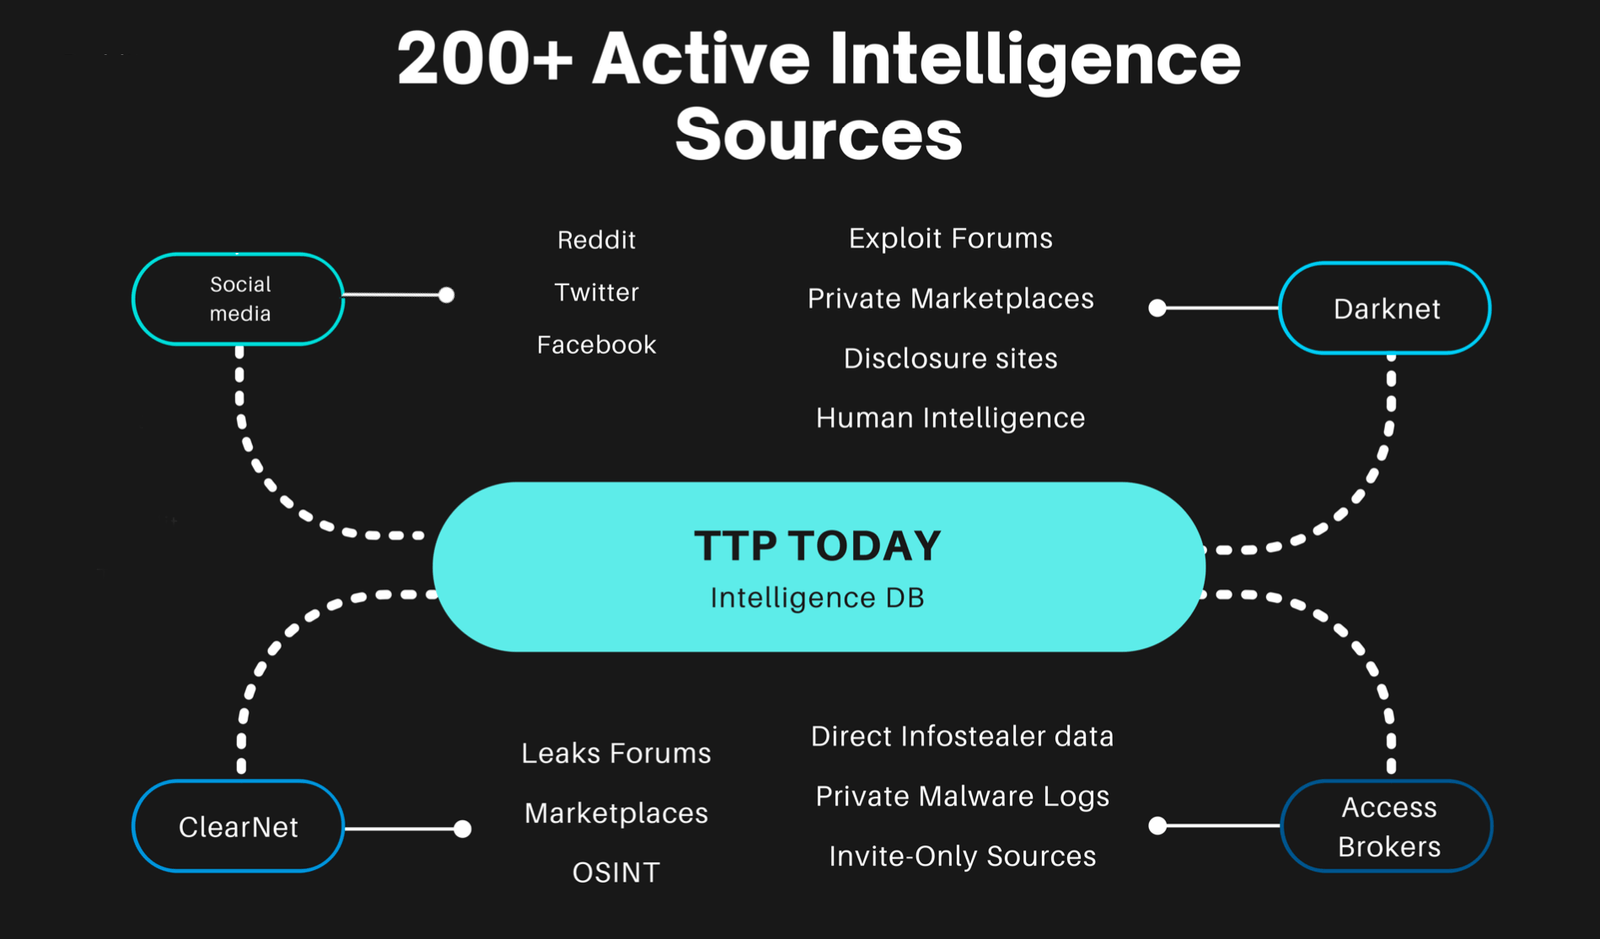 200+ Active Intelligence
Sources
Social
media
Reddit
Twitter
Facebook
Exploit Forums
Private Marketplaces
Disclosure sites
Human Intelligence
Darknet
TTP TODAY
Intelligence DB
ClearNet
Leaks Forums
Marketplaces
OSINT
Direct Infostealer data
Private Malware Logs
Invite-Only Sources
Access
Brokers